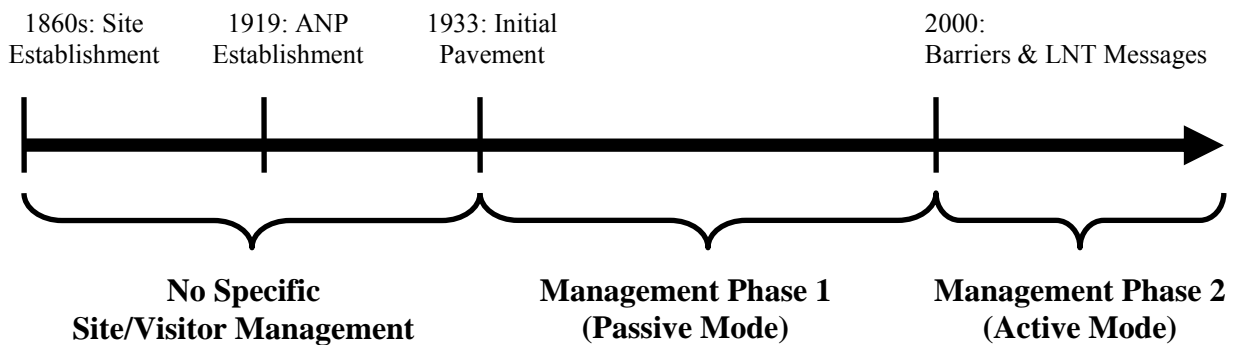 1860s: Site
Establishment
1919: ANP
Establishment
1933: Initial
Pavement
2000:
Barriers & LNT Messages
No Specific
Site/Visitor Management
Management Phase 1
(Passive Mode)
Management Phase 2
(Active Mode)